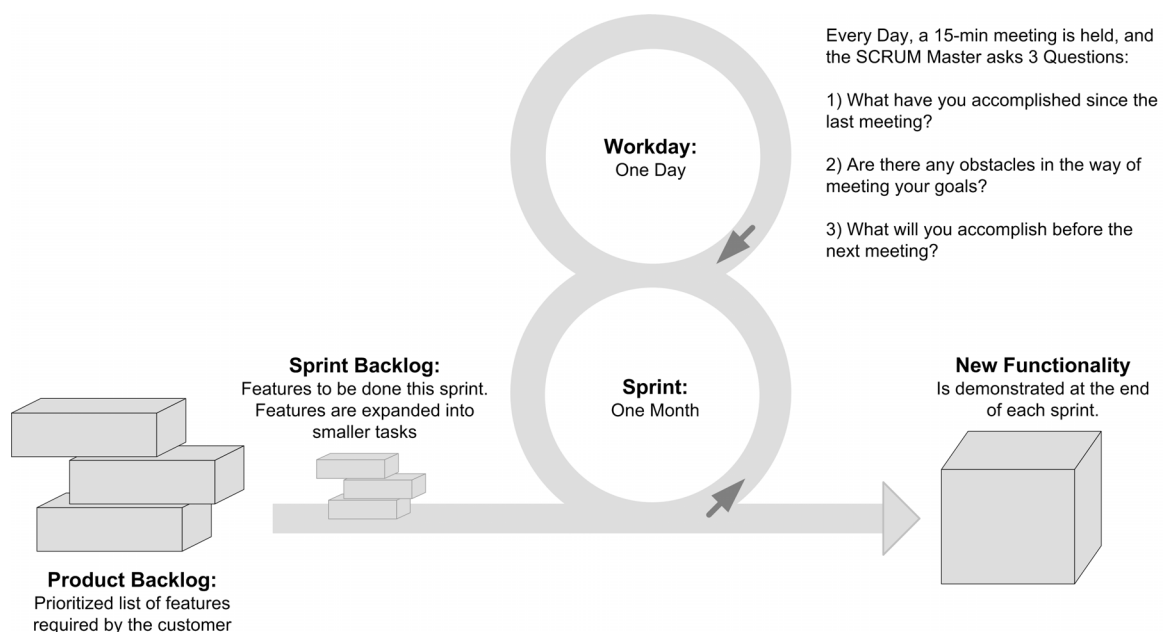 Every Day, a 15-min meeting is held, and
the SCRUM Master asks 3 Questions:
1) What have you accomplished since the
last meeting?
2) Are there any obstacles in the way of
meeting your goals?
3) What will you accomplish before the
next meeting?
Workday:
One Day
Sprint Backlog:
Features to be done this sprint.
Features are expanded into
smaller tasks
Sprint:
One Month
New Functionality
Is demonstrated at the end
of each sprint.
Product Backlog:
Prioritized list of features
required by the customer